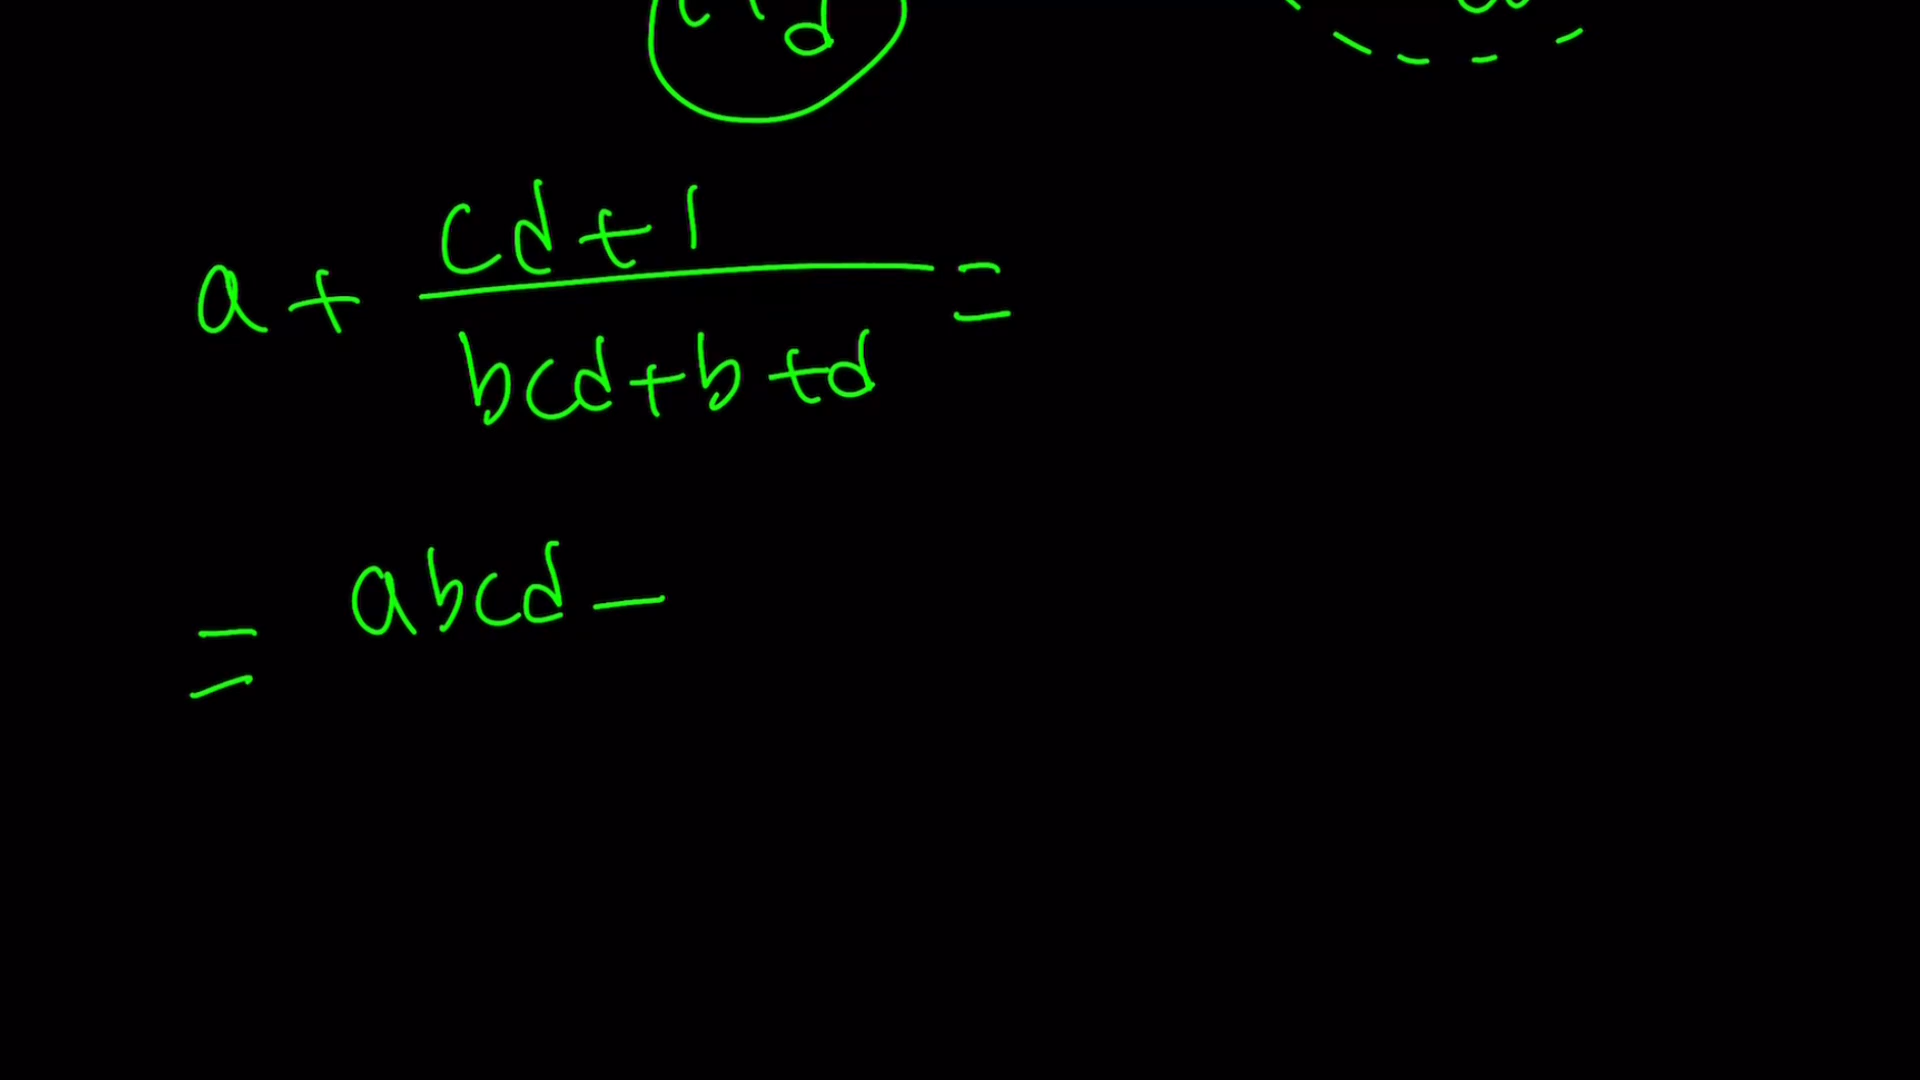 d
a + cd+1 / bcd+b+d =
= abcd -